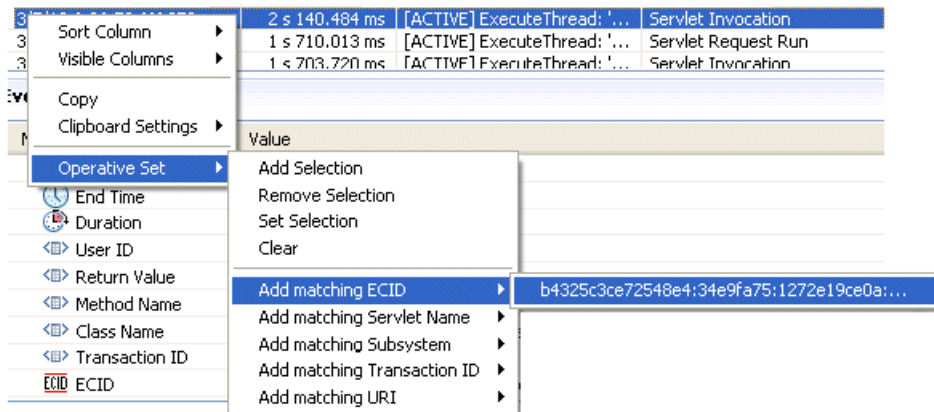 2 s 140.484 ms [ACTIVE] ExecuteThread: '... Servlet Invocation
1 s 710.013 ms [ACTIVE] ExecuteThread: '... Servlet Request Run
1 s 703.720 ms [ACTIVE] ExecuteThread: '... Servlet Invocation
Sort Column
Visible Columns
Copy
Clipboard Settings
Operative Set
Value
Add Selection
Remove Selection
Set Selection
Clear
Add matching ECID
b4325c3ce72548e4:34e9fa75:1272e19ce0a:...
Add matching Servlet Name
Add matching Subsystem
Add matching Transaction ID
Add matching URI
End Time
Duration
User ID
Return Value
Method Name
Class Name
Transaction ID
ECID ECID